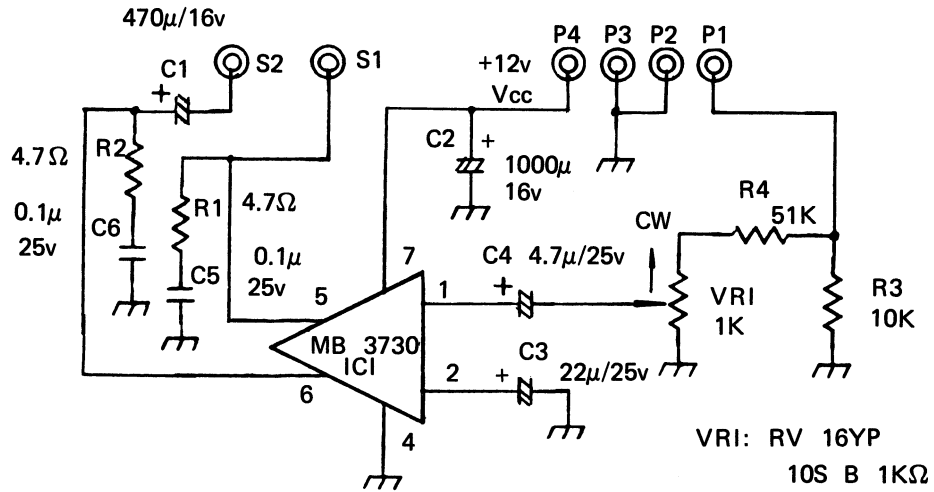 470μ/16v
C1
+
S2
S1
P4
P3
P2
P1
+12v
Vcc
R2
4.7Ω
0.1μ
25v
C6
R1
4.7Ω
C5
0.1μ
25v
C2
+
1000μ
16v
R4
51K
CW
VRI
1K
R3
10K
7
C4
4.7μ/25v
+
1
5
MB 3730
ICI
6
2
C3
+
22μ/25v
4
VRI: RV 16YP
10S B 1KΩ